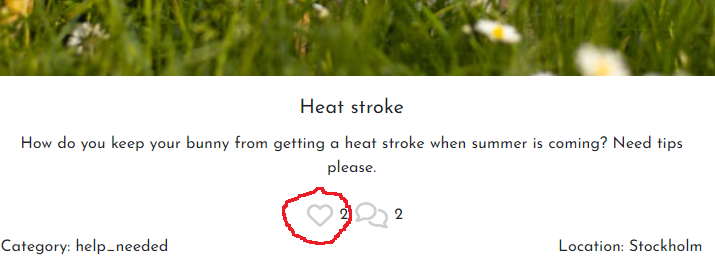 Heat stroke
How do you keep your bunny from getting a heat stroke when summer is coming? Need tips
please.
2 2
Category: help_needed Location: Stockholm